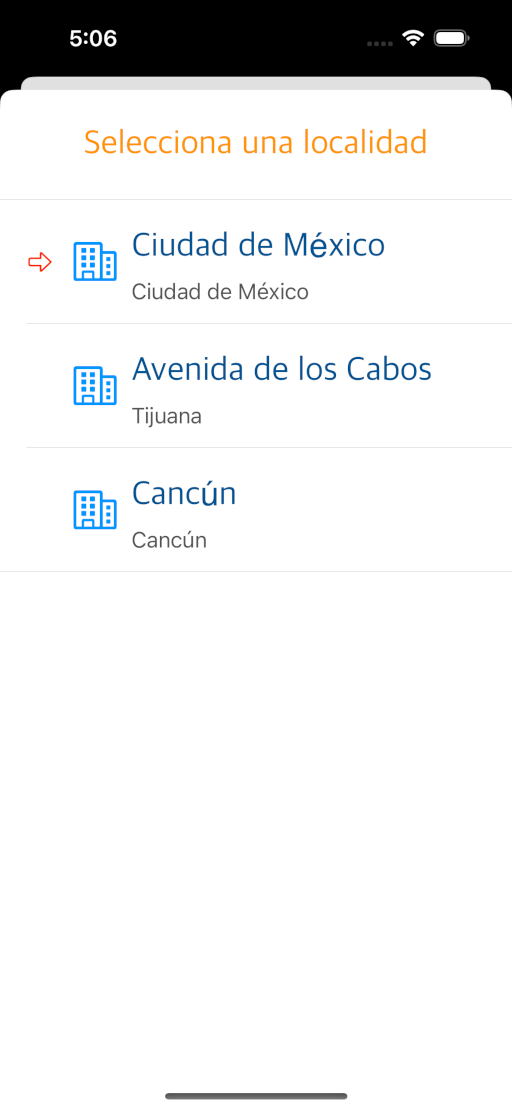 5:06
Selecciona una localidad
Ciudad de México
Ciudad de México
Avenida de los Cabos
Tijuana
Cancún
Cancún